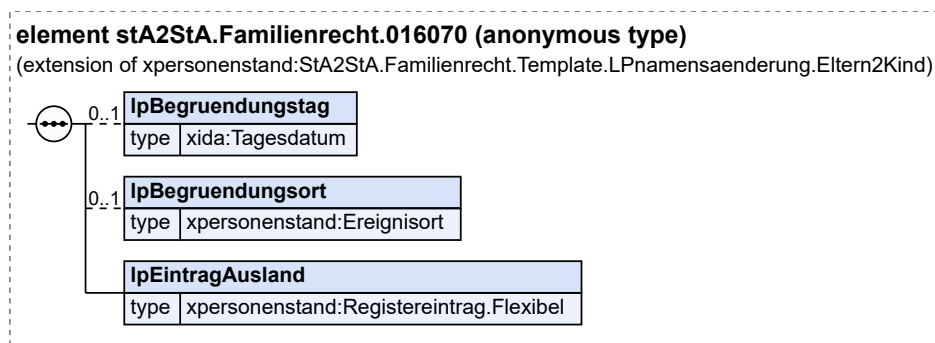 element stA2StA.Familienrecht.016070 (anonymous type)
(extension of xpersonenstand:StA2StA.Familienrecht.Template.LPnamensaenderung.Eltern2Kind)
0..1 lpBegruendungstag
type xida:Tagesdatum
0..1 lpBegruendungsort
type xpersonenstand:Ereignisort
lpEintragAusland
type xpersonenstand:Registereintrag.Flexibel